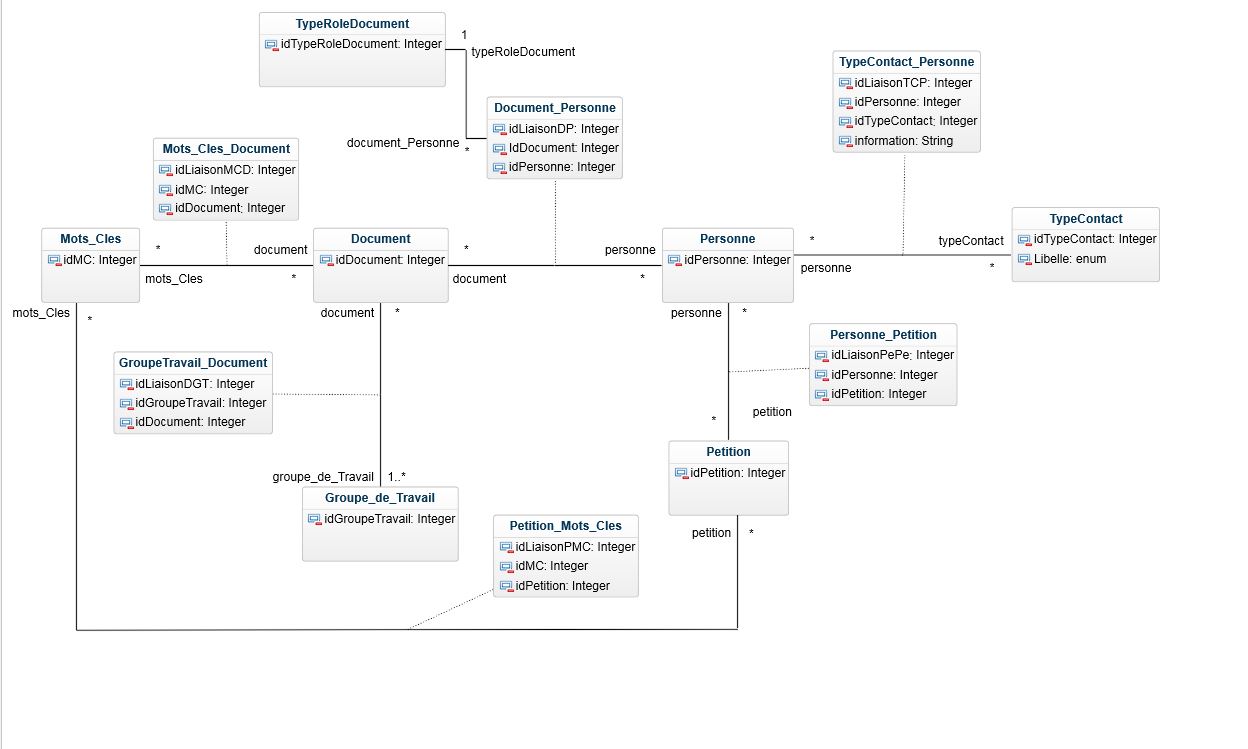 TypeRoleDocument
idTypeRoleDocument: Integer
1
typeRoleDocument
TypeContact_Personne
idLiaisonTCP: Integer
idPersonne: Integer
idTypeContact: Integer
information: String
Document_Personne
idLiaisonDP: Integer
IdDocument: Integer
idPersonne: Integer
document_Personne
*
Mots_Cles_Document
idLiaisonMCD: Integer
idMC: Integer
idDocument: Integer
Mots_Cles
idMC: Integer
*
mots_Cles
document
*
Document
idDocument: Integer
*
document
personne
*
Personne
idPersonne: Integer
*
personne
typeContact
*
TypeContact
idTypeContact: Integer
Libelle: enum
mots_Cles
*
document
*
personne
*
Personne_Petition
idLiaisonPePe: Integer
idPersonne: Integer
idPetition: Integer
GroupeTravail_Document
idLiaisonDGT: Integer
idGroupeTravail: Integer
idDocument: Integer
*
petition
Petition
idPetition: Integer
groupe_de_Travail
1..*
Groupe_de_Travail
idGroupeTravail: Integer
Petition_Mots_Cles
idLiaisonPMC: Integer
idMC: Integer
idPetition: Integer
petition
*